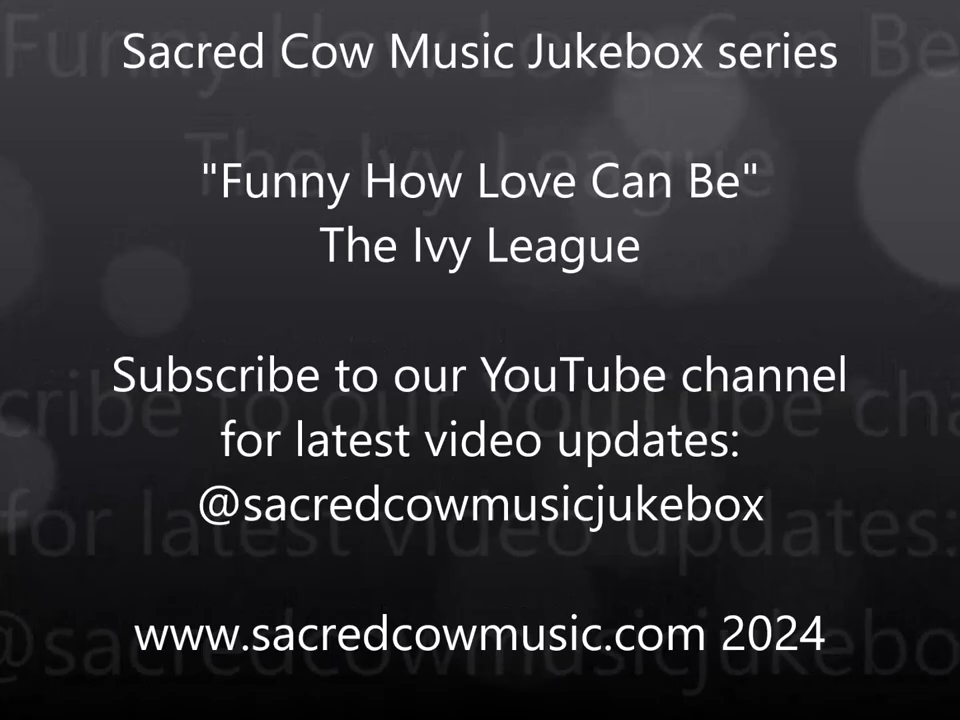 Sacred Cow Music Jukebox series
"Funny How Love Can Be"
The Ivy League
Subscribe to our YouTube channel
for latest video updates:
@sacredcowmusicjukebox
www.sacredcowmusic.com 2024